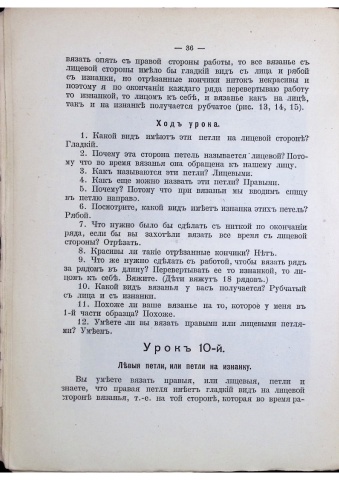 — 36 —
вязать опять съ правой стороны работы, то все вязанье съ
лицевой стороны имѣло бы гладкій видъ съ лица и рябой
съ изнанки, но отрѣзанные кончики нитокъ некрасивы и
поэтому я по окончаніи каждаго ряда перевертываю работу
то изнанкой, то лицомъ къ себѣ, и вязанье какъ на лицѣ,
такъ и на изнанкѣ получается рубчатое (рис. 13, 14, 15).
Ходъ урока.
1. Какой видъ имѣютъ эти петли на лицевой сторонѣ?
Гладкій.
2. Почему эта сторона петель называется лицевой? Пото-
му что во время вязанья она обращена къ нашему лицу.
3. Какъ называются эти петли? Лицевыми.
4. Какъ еще можно назвать эти петли? Правыми.
5. Почему? Потому что при вязаньи мы вводимъ спицу
въ петлю направо.
6. Посмотрите, какой видъ имѣетъ изнанка этихъ петель?
Рябой.
7. Что нужно было бы сдѣлать съ ниткой по окончаніи
ряда, если бы вы захотѣли вязать все время съ лицевой
стороны? Отрѣзать.
8. Красивы ли такіе отрѣзанные кончики? Нѣтъ.
9. Что же нужно сдѣлать съ работой, чтобы вязать рядъ
за рядомъ въ длину? Перевертывать ее то изнанкой, то ли-
цомъ къ себѣ. Вяжите. (Дѣти вяжутъ 18 рядовъ.)
10. Какой видъ вязанья у васъ получается? Рубчатый
съ лица и съ изнанки.
11. Похоже ли ваше вязанье на то, которое у меня въ
1-й части образца? Похоже.
12. Умѣете ли вы вязать правыми или лицевыми петля-
ми? Умѣемъ.
Урокъ 10-й.
Лѣвыя петли, или петли на изнанку.
Вы умѣете вязать правыя, или лицевыя, петли и
знаете, что правая петля имѣетъ гладкій видъ на лицевой
сторонѣ вязанья, т.-е. на той сторонѣ, которая во время ра-